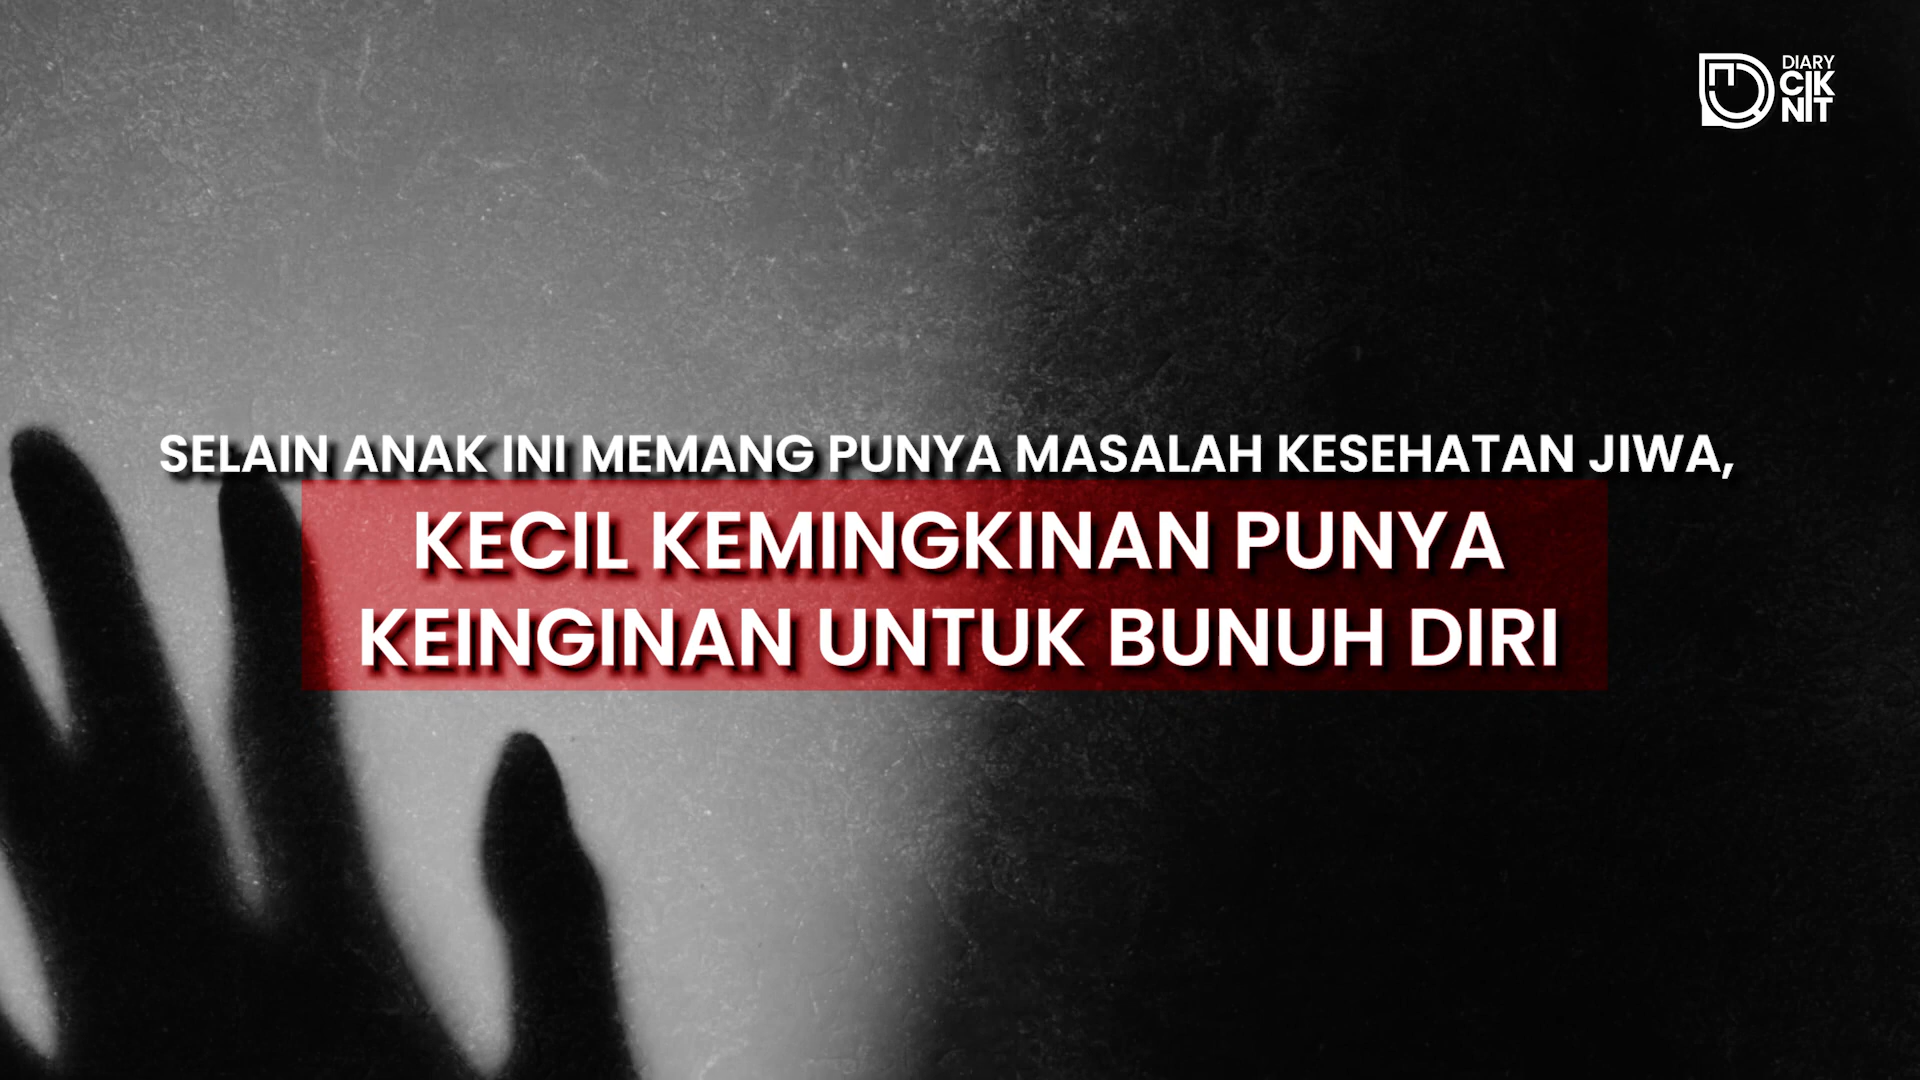 DIARY
CIK
NIT
SELAIN ANAK INI MEMANG PUNYA MASALAH KESEHATAN JIWA,
KECIL KEMINGKINAN PUNYA
KEINGINAN UNTUK BUNUH DIRI